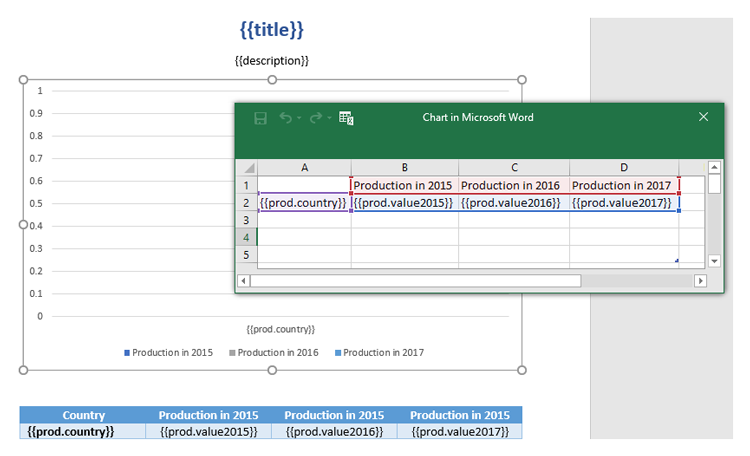 {{title}}
{{description}}
1
0.9
0.8
0.7
0.6
0.5
0.4
0.3
0.2
0.1
0
{{prod.country}}
Production in 2015 Production in 2016 Production in 2017
Chart in Microsoft Word
A B C D
1 Production in 2015 Production in 2016 Production in 2017
2 {{prod.country}} {{prod.value2015}} {{prod.value2016}} {{prod.value2017}}
3
4
5
Country Production in 2015 Production in 2015 Production in 2015
{{prod.country}} {{prod.value2015}} {{prod.value2016}} {{prod.value2017}}